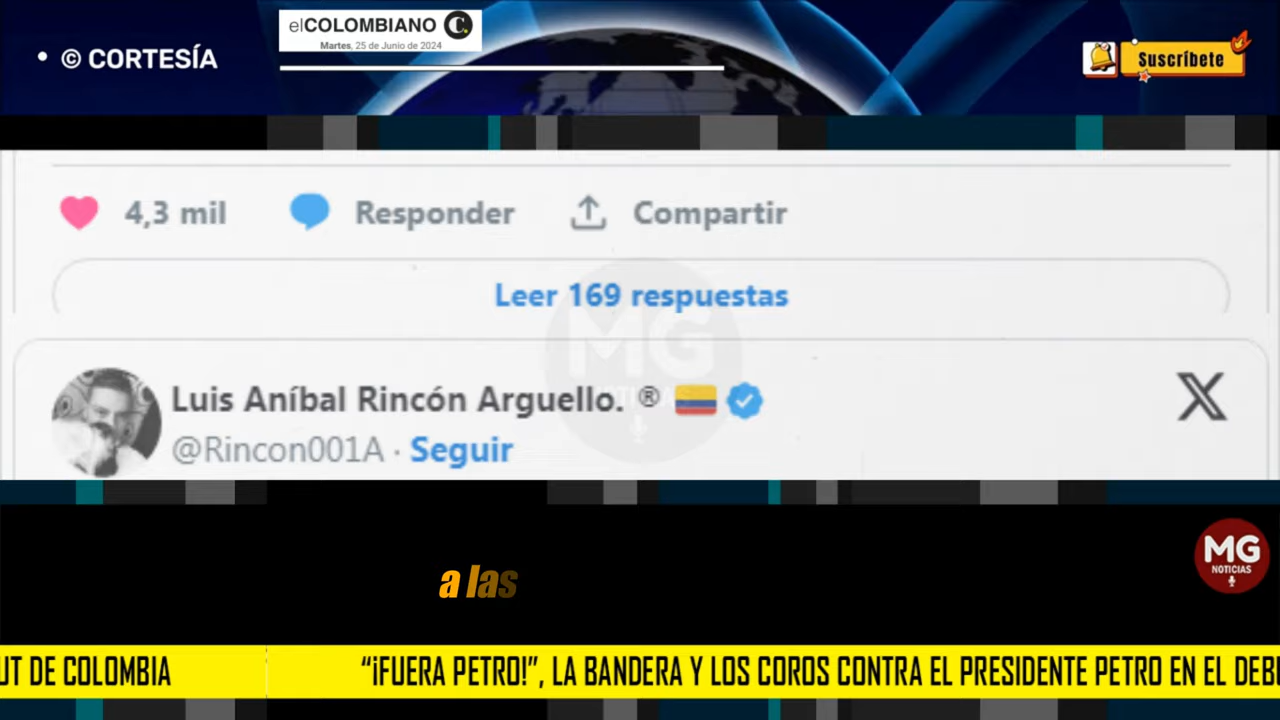 • © CORTESÍA
elCOLOMBIANO C.
Martes, 25 de Junio de 2024
Suscríbete
4,3 mil Responder Compartir
Leer 169 respuestas
MG
Luis Aníbal Rincón Arguello. ®
@Rincon001A · Seguir
a las
MG
NOTICIAS
UT DE COLOMBIA “¡FUERA PETRO!”, LA BANDERA Y LOS COROS CONTRA EL PRESIDENTE PETRO EN EL DEBU